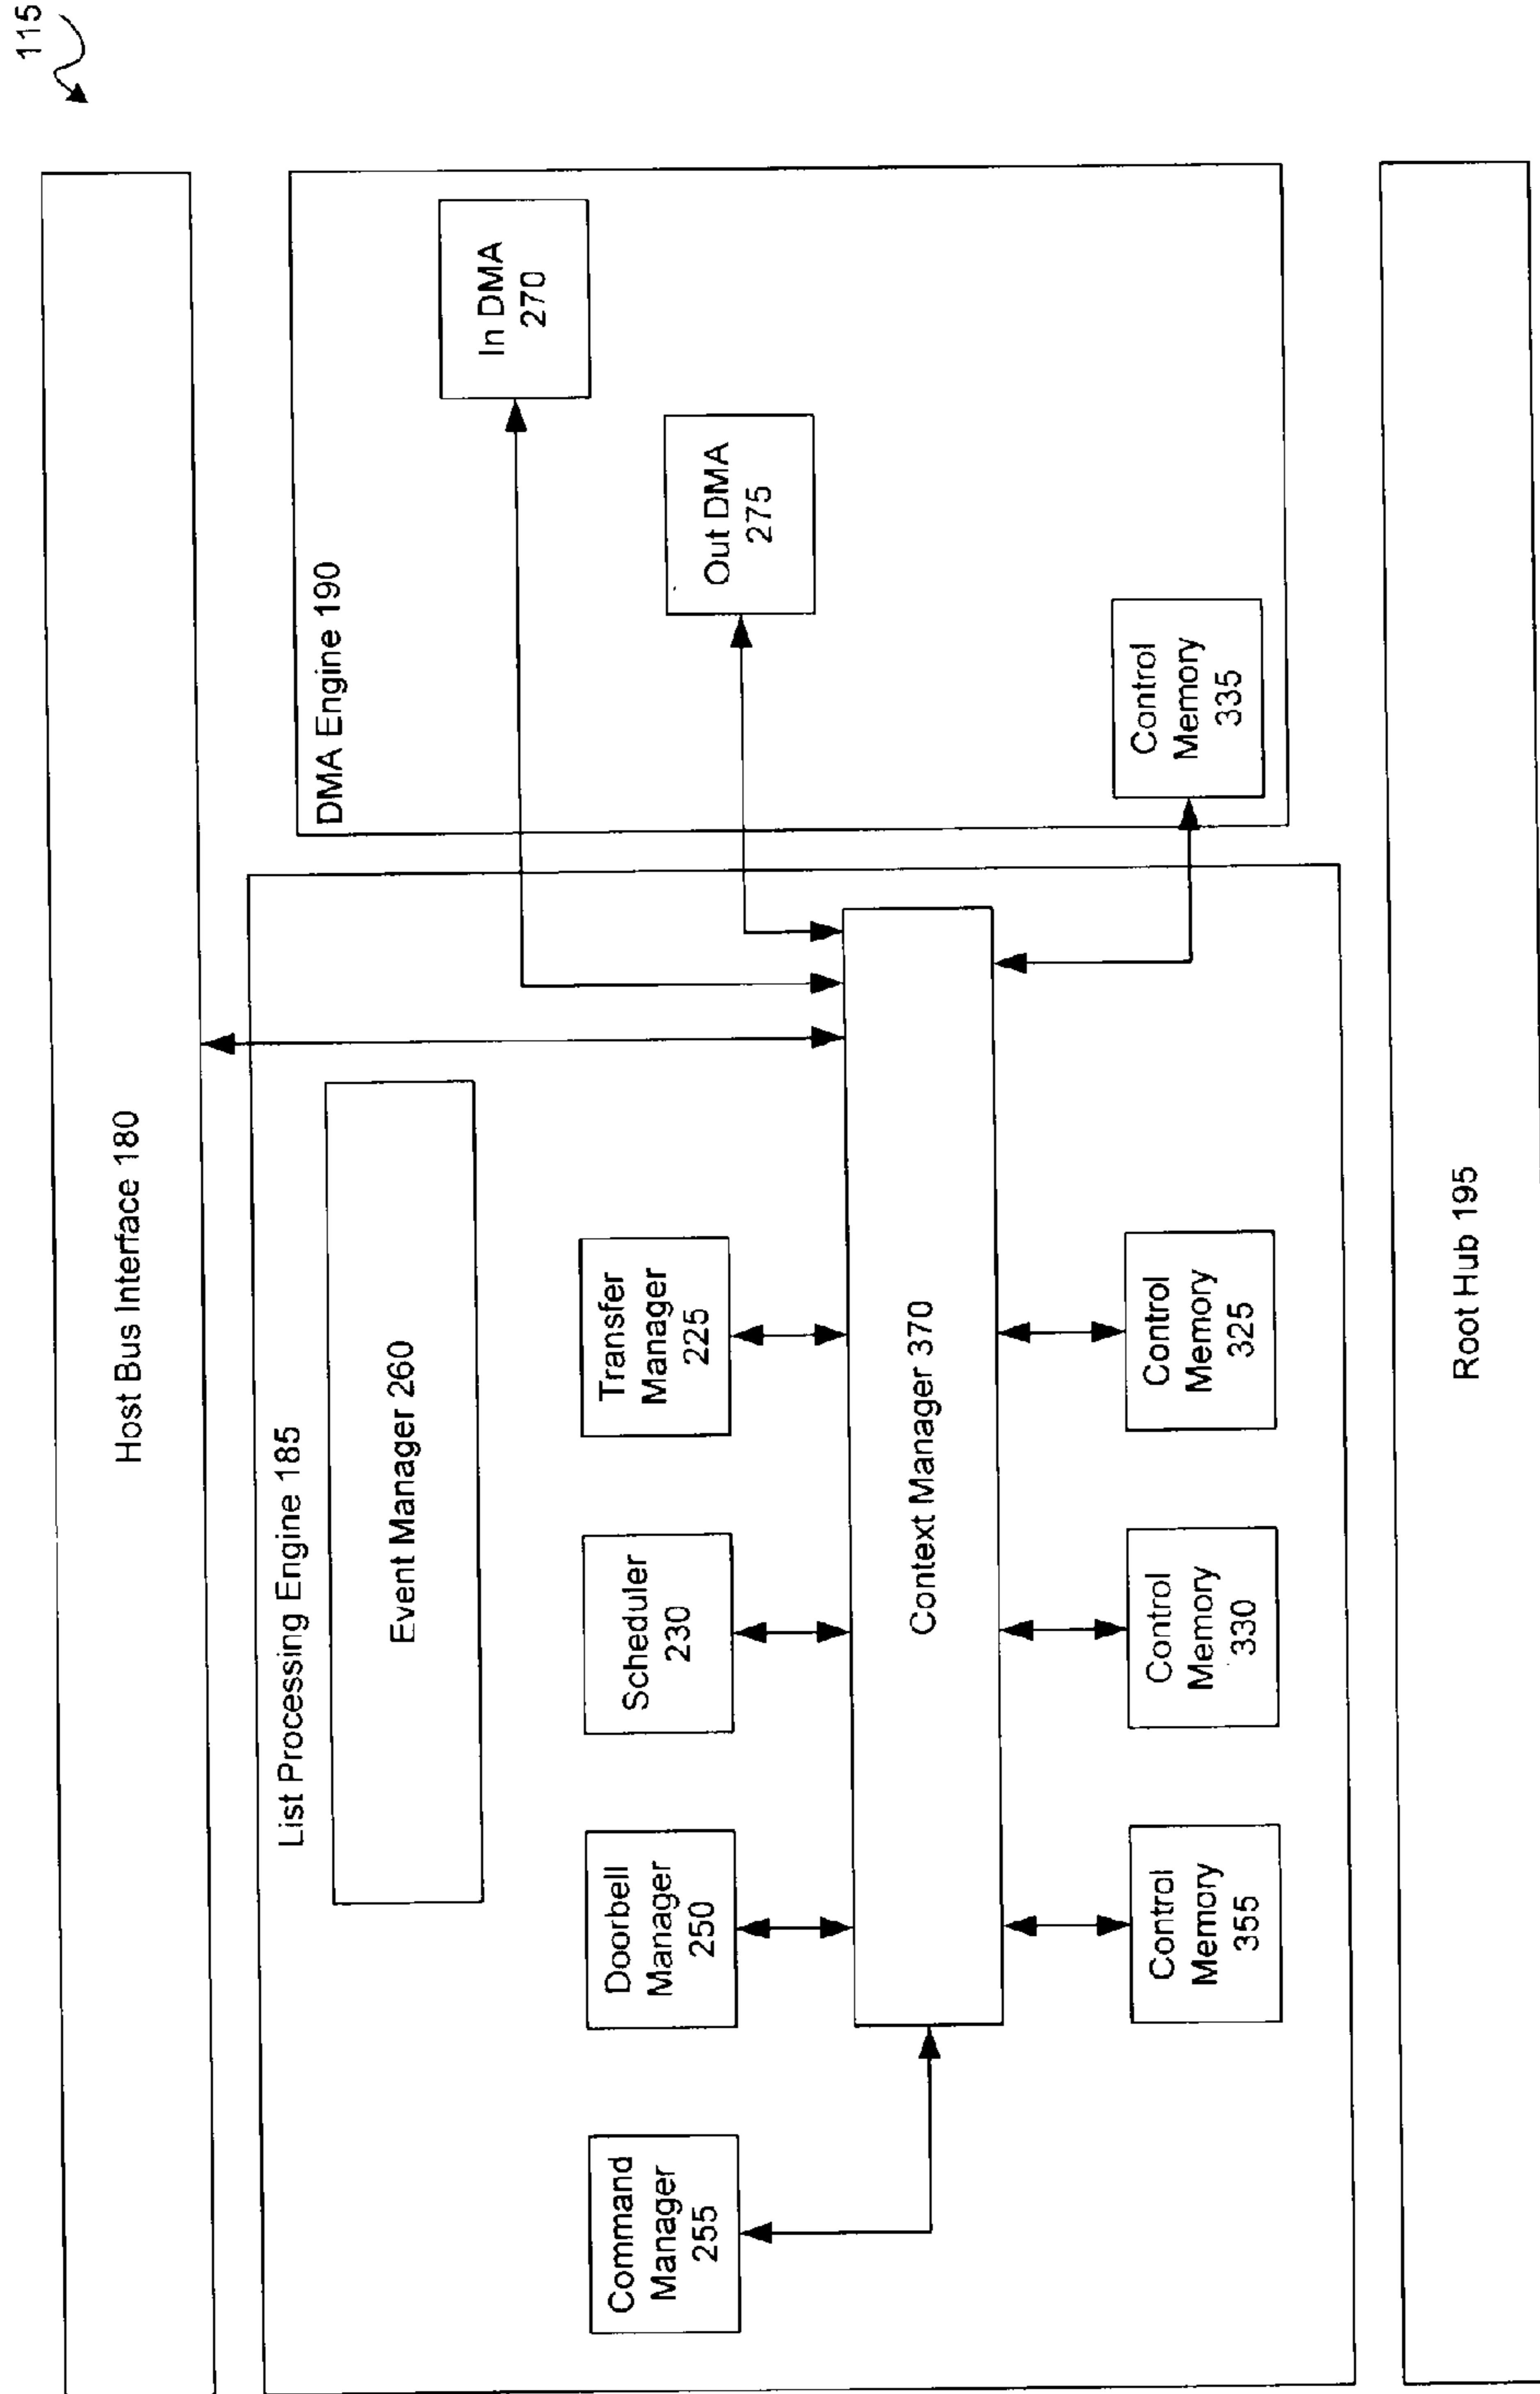 115
Host Bus Interface 180
List Processing Engine 185
Event Manager 260
DMA Engine 190
In DMA
270
Command
Manager
255
Doorbell
Manager
250
Scheduler
230
Transfer
Manager
225
Out DMA
275
Context Manager 370
Control
Memory
355
Control
Memory
330
Control
Memory
325
Control
Memory
335
Root Hub 195